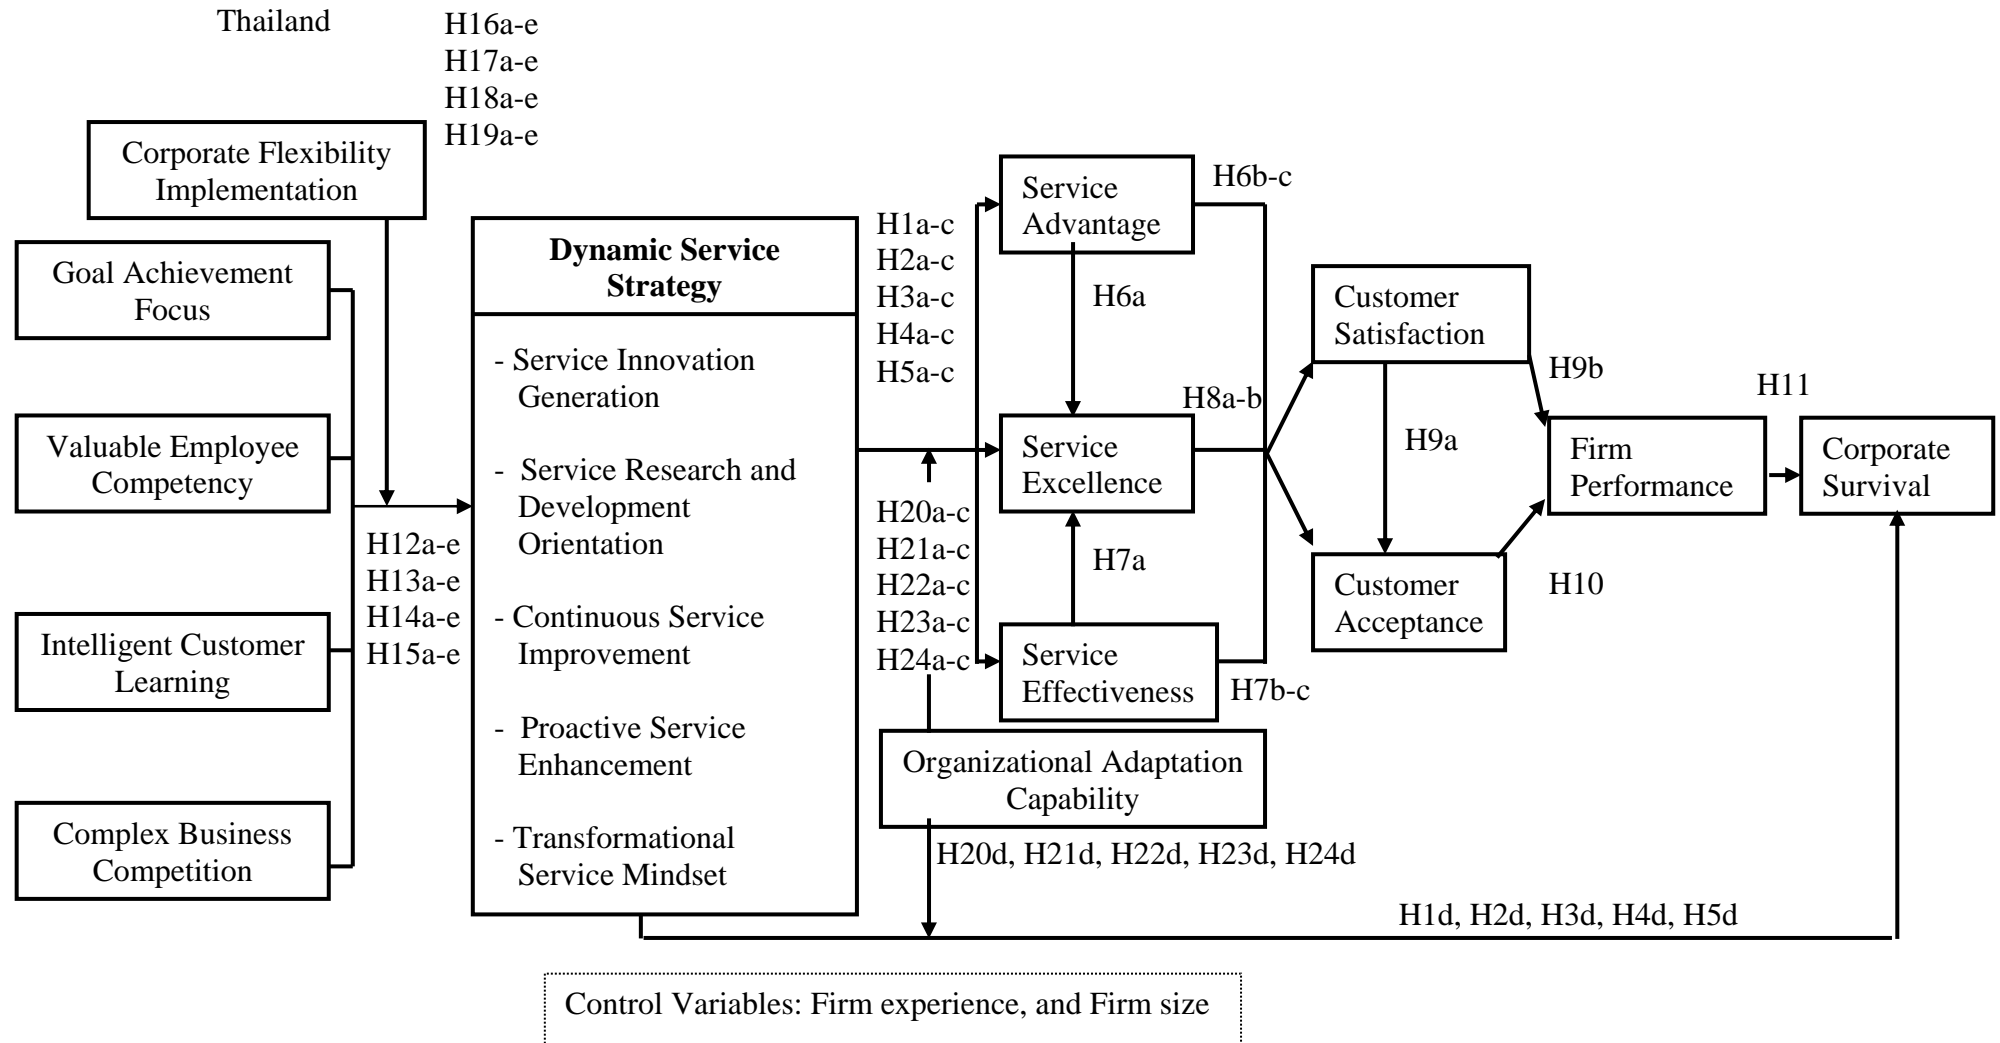 Thailand
H16a-e
H17a-e
H18a-e
H19a-e
Corporate Flexibility
Implementation
Goal Achievement
Focus
Valuable Employee
Competency
Intelligent Customer
Learning
Complex Business
Competition
H12a-e
H13a-e
H14a-e
H15a-e
Dynamic Service
Strategy
- Service Innovation
Generation
- Service Research and
Development
Orientation
- Continuous Service
Improvement
- Proactive Service
Enhancement
- Transformational
Service Mindset
H1a-c
H2a-c
H3a-c
H4a-c
H5a-c
H20a-c
H21a-c
H22a-c
H23a-c
H24a-c
Service
Advantage
H6a
Service
Excellence
H7a
Service
Effectiveness
H6b-c
H8a-b
H7b-c
Organizational Adaptation
Capability
H20d, H21d, H22d, H23d, H24d
Customer
Satisfaction
H9a
Customer
Acceptance
H9b
H10
Firm
Performance
H11
Corporate
Survival
H1d, H2d, H3d, H4d, H5d
Control Variables: Firm experience, and Firm size